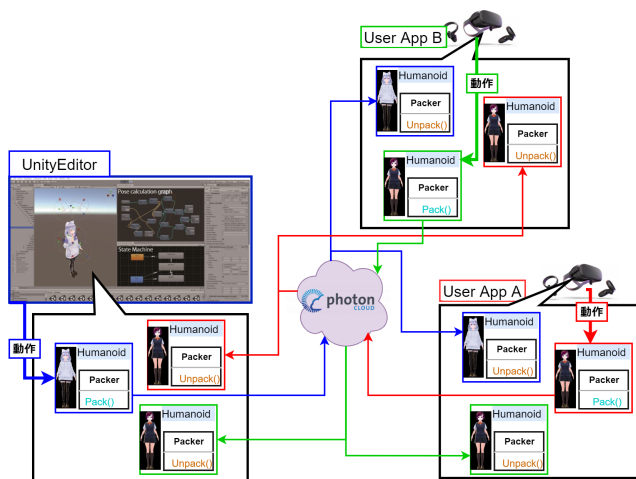 User App B
動作
Humanoid
Packer
Unpack()
Humanoid
Packer
Unpack()
Humanoid
Packer
Pack()
UnityEditor
Pose calculation graph
State Machine
photon
CLOUD
User App A
動作
Humanoid
Packer
Unpack()
Humanoid
Packer
Pack()
Humanoid
Packer
Unpack()
動作
Humanoid
Packer
Unpack()
Humanoid
Packer
Pack()
Humanoid
Packer
Unpack()